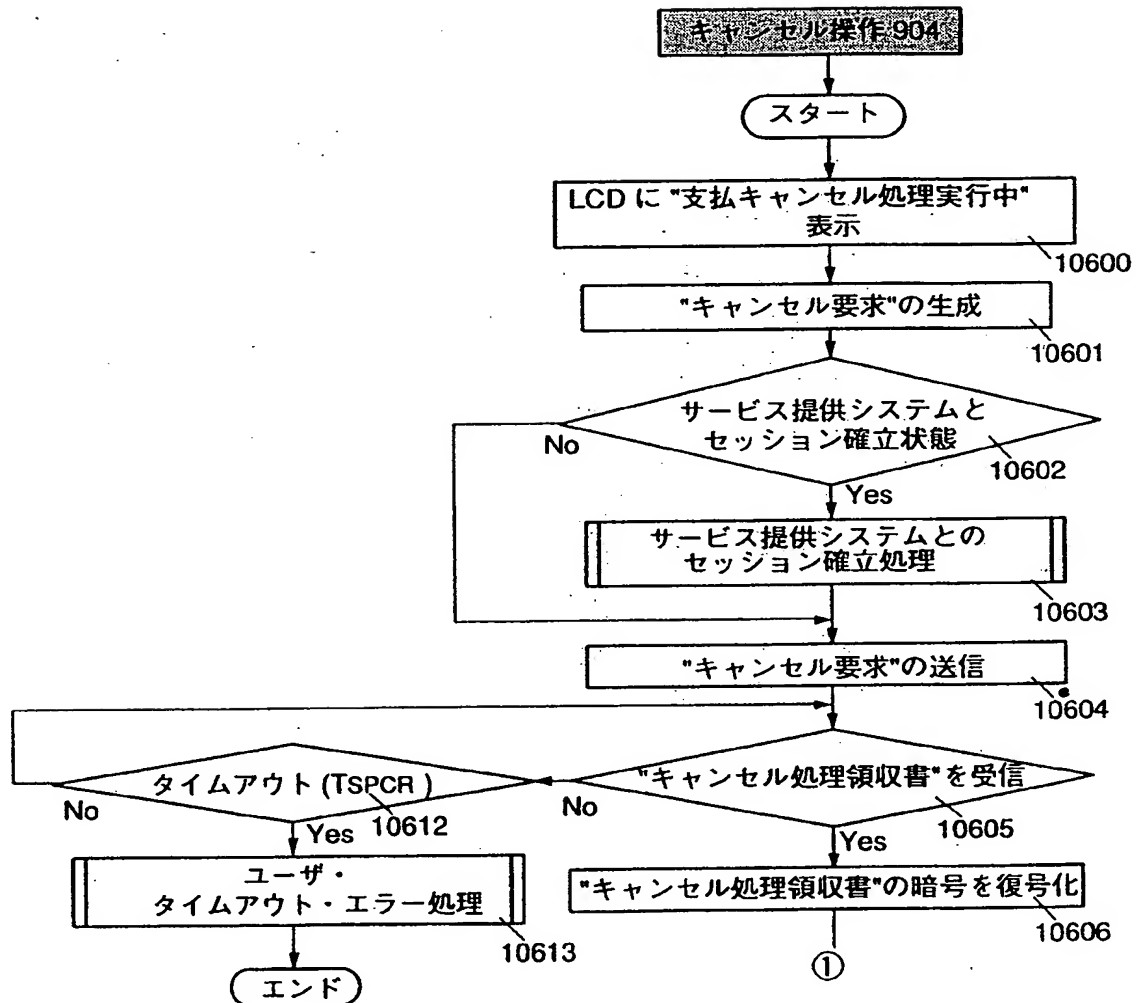 キャンセル操作 904
スタート
LCD に "支払キャンセル処理実行中"
表示
10600
"キャンセル要求"の生成
10601
サービス提供システムと
セッション確立状態
10602
No
Yes
サービス提供システムとの
セッション確立処理
10603
"キャンセル要求"の送信
10604
"キャンセル処理領収書"を受信
10605
No
Yes
タイムアウト (TSPCR)
10612
No
Yes
ユーザ・
タイムアウト・エラー処理
10613
エンド
"キャンセル処理領収書"の暗号を復号化
10606
①